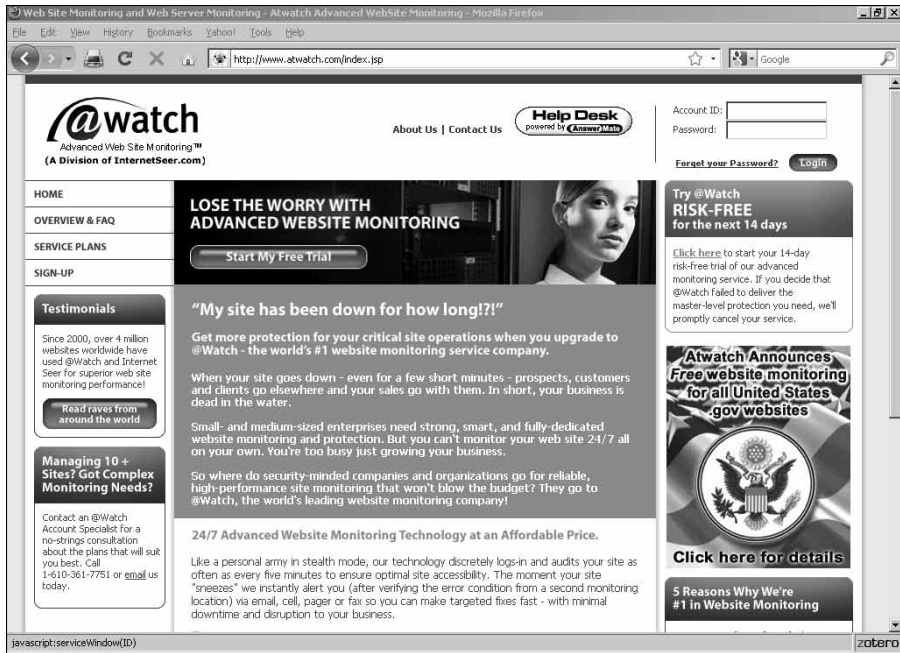 Web Site Monitoring and Web Server Monitoring - Atwatch Advanced WebSite Monitoring - Mozilla Firefox
File Edit View History Bookmarks Yahoo! Tools Help
http://www.atwatch.com/index.jsp
Google
@watch
Advanced Web Site Monitoring™
(A Division of InternetSeer.com)
About Us | Contact Us
Help Desk
powered by AnswerMate
Account ID:
Password:
Forget your Password?
Login
HOME
OVERVIEW & FAQ
SERVICE PLANS
SIGN-UP
Testimonials
Since 2000, over 4 million
websites worldwide have
used @Watch and Internet
Seer for superior web site
monitoring performance!
Read raves from
around the world
Managing 10 +
Sites? Got Complex
Monitoring Needs?
Contact an @Watch
Account Specialist for a
no-strings consultation
about the plans that will suit
you best. Call
1-610-361-7751 or email us
today.
LOSE THE WORRY WITH
ADVANCED WEBSITE MONITORING
Start My Free Trial
“My site has been down for how long!?!”
Get more protection for your critical site operations when you upgrade to
@Watch - the world's #1 website monitoring service company.
When your site goes down - even for a few short minutes - prospects, customers
and clients go elsewhere and your sales go with them. In short, your business is
dead in the water.
Small- and medium-sized enterprises need strong, smart, and fully-dedicated
website monitoring and protection. But you can't monitor your web site 24/7 all
on your own. You're too busy just growing your business.
So where do security-minded companies and organizations go for reliable,
high-performance site monitoring that won't blow the budget? They go to
@Watch, the world's leading website monitoring company!
24/7 Advanced Website Monitoring Technology at an Affordable Price.
Like a personal army in stealth mode, our technology discretely logs-in and audits your site as
often as every five minutes to ensure optimal site accessibility. The moment your site
"sneezes" we instantly alert you (after verifying the error condition from a second monitoring
location) via email, cell, pager or fax so you can make targeted fixes fast - with minimal
downtime and disruption to your business.
Try @Watch
RISK-FREE
for the next 14 days
Click here to start your 14-day
risk-free trial of our advanced
monitoring service. If you decide that
@Watch failed to deliver the
master-level protection you need, we'll
promptly cancel your service.
Atwatch Announces
Free website monitoring
for all United States
.gov websites
Click here for details
5 Reasons Why We're
#1 in Website Monitoring
javascript:serviceWindow(ID)
zotero